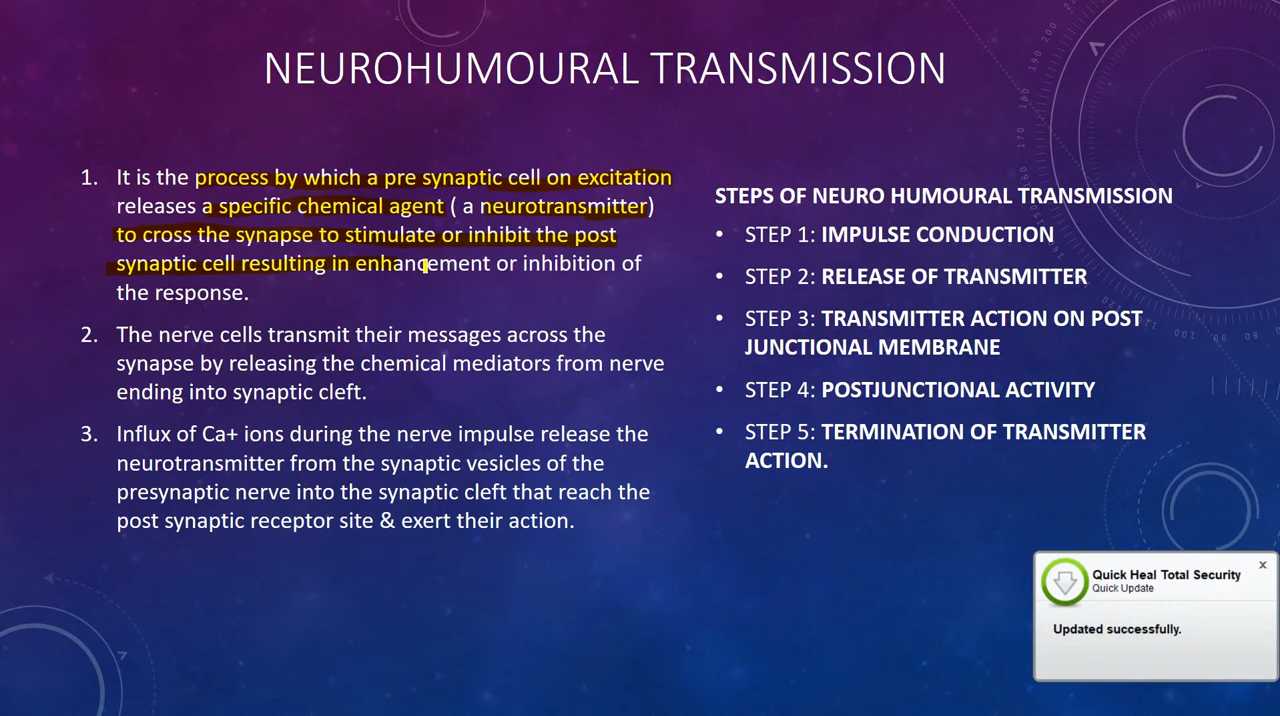 NEUROHUMOURAL TRANSMISSION
1. It is the process by which a pre synaptic cell on excitation
releases a specific chemical agent ( a neurotransmitter)
to cross the synapse to stimulate or inhibit the post
synaptic cell resulting in enhancement or inhibition of
the response.
2. The nerve cells transmit their messages across the
synapse by releasing the chemical mediators from nerve
ending into synaptic cleft.
3. Influx of Ca+ ions during the nerve impulse release the
neurotransmitter from the synaptic vesicles of the
presynaptic nerve into the synaptic cleft that reach the
post synaptic receptor site & exert their action.
STEPS OF NEURO HUMOURAL TRANSMISSION
• STEP 1: IMPULSE CONDUCTION
• STEP 2: RELEASE OF TRANSMITTER
• STEP 3: TRANSMITTER ACTION ON POST
JUNCTIONAL MEMBRANE
• STEP 4: POSTJUNCTIONAL ACTIVITY
• STEP 5: TERMINATION OF TRANSMITTER
ACTION.
Quick Heal Total Security
x
Quick Update
Updated successfully.